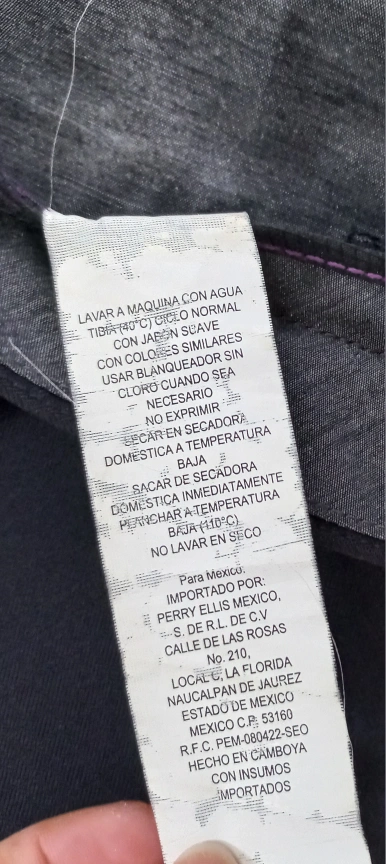 LAVAR A MAQUINA CON AGUA
TIBIA (40°C) CICLO NORMAL
CON JABON SUAVE
CON COLORES SIMILARES
USAR BLANQUEADOR SIN
CLORO CUANDO SEA
NECESARIO
NO EXPRIMIR
SECAR EN SECADORA
DOMESTICA A TEMPERATURA
BAJA
SACAR DE SECADORA
DOMESTICA INMEDIATAMENTE
PLANCHAR A TEMPERATURA
BAJA (110°C)
NO LAVAR EN SECO
Para Mexico:
IMPORTADO POR:
PERRY ELLIS MEXICO,
S. DE R.L. DE C.V
CALLE DE LAS ROSAS
No. 210,
LOCAL C, LA FLORIDA
NAUCALPAN DE JAUREZ
ESTADO DE MEXICO
MEXICO C.P. 53160
R.F.C. PEM-080422-SEO
HECHO EN CAMBOYA
CON INSUMOS
IMPORTADOS